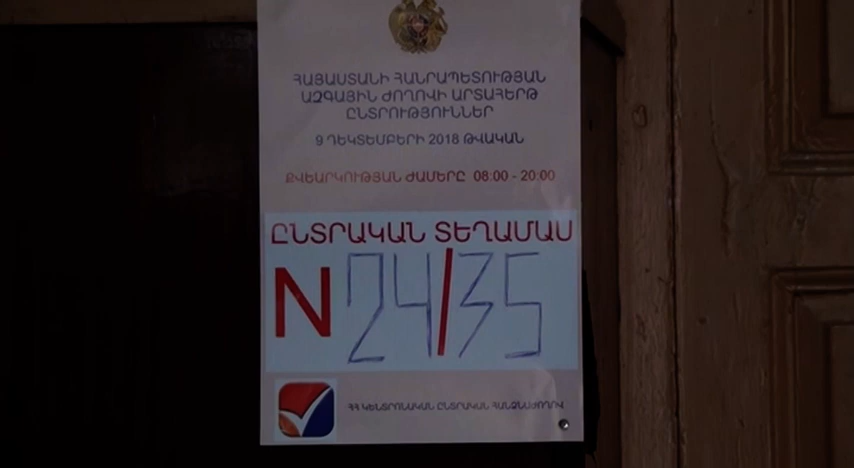 ՀԱՅԱՍՏԱՆԻ ՀԱՆՐԱՊԵՏՈՒԹՅԱՆ
ԱԶԳԱՅԻՆ ԺՈՂՈՎԻ ԱՐՏԱՀԵՐԹ
ԸՆՏՐՈՒԹՅՈՒՆՆԵՐ
9 ԴԵԿՏԵՄԲԵՐԻ 2018 ԹՎԱԿԱՆ
ՔՎԵԱՐԿՈՒԹՅԱՆ ԺԱՄԵՐԸ 08:00 - 20:00
ԸՆՏՐԱԿԱՆ ՏԵՂԱՄԱՍ
N 24/35
ՀՀ ԿԵՆՏՐՈՆԱԿԱՆ ԸՆՏՐԱԿԱՆ ՀԱՆՁՆԱԺՈՂՈՎ